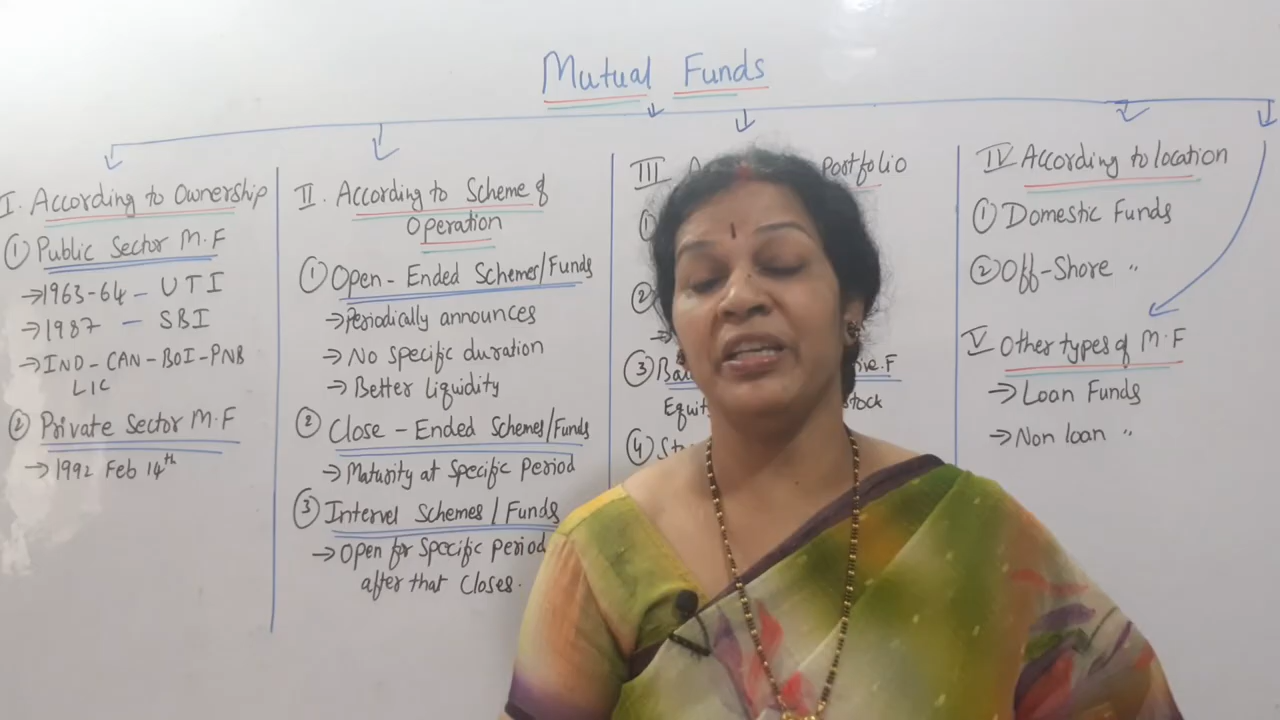 Mutual Funds
I. According to Ownership
① Public Sector M.F
→ 1963-64 - UTI
→ 1987 - SBI
→ IND - CAN - BOI - PNB
LIC
② Private Sector M.F
→ 1992 Feb 14th
II. According to Scheme of
Operation
① Open - Ended Schemes/Funds
→ Periodically announces
→ No specific duration
→ Better liquidity
② Close - Ended Schemes/Funds
→ Maturity at Specific Period
③ Intervel Schemes / Funds
→ Open for Specific Period
after that Closes.
III Portfolio
①
②
→
③
④
IV According to location
① Domestic Funds
② Off-Shore "
V Other types of M.F
→ Loan Funds
→ Non loan "